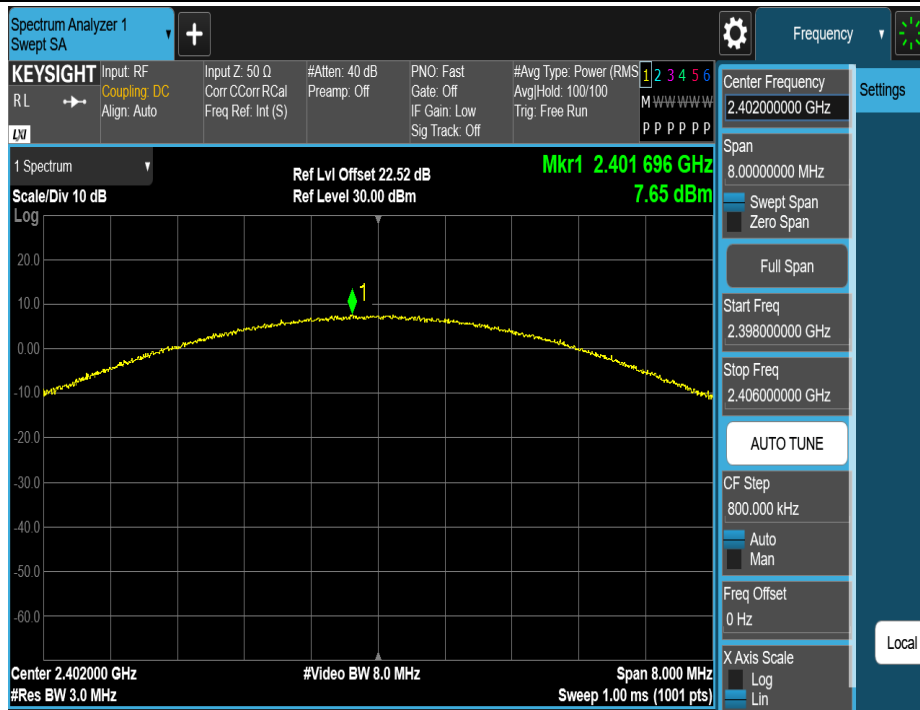 Spectrum Analyzer 1
Swept SA
Frequency
KEYSIGHT
RL
LXI
Input: RF
Coupling: DC
Align: Auto
Input Z: 50 Ω
Corr CCorr RCal
Freq Ref: Int (S)
#Atten: 40 dB
Preamp: Off
PNO: Fast
Gate: Off
IF Gain: Low
Sig Track: Off
#Avg Type: Power (RMS
Avg|Hold: 100/100
Trig: Free Run
1 2 3 4 5 6
M W W W W W
P P P P P P
1 Spectrum
Scale/Div 10 dB
Log
Ref Lvl Offset 22.52 dB
Ref Level 30.00 dBm
Mkr1 2.401 696 GHz
7.65 dBm
1
20.0
10.0
0.00
-10.0
-20.0
-30.0
-40.0
-50.0
-60.0
Center 2.402000 GHz
#Res BW 3.0 MHz
#Video BW 8.0 MHz
Span 8.000 MHz
Sweep 1.00 ms (1001 pts)
Center Frequency
2.402000000 GHz
Span
8.00000000 MHz
Swept Span
Zero Span
Full Span
Start Freq
2.398000000 GHz
Stop Freq
2.406000000 GHz
AUTO TUNE
CF Step
800.000 kHz
Auto
Man
Freq Offset
0 Hz
X Axis Scale
Log
Lin
Settings
Local